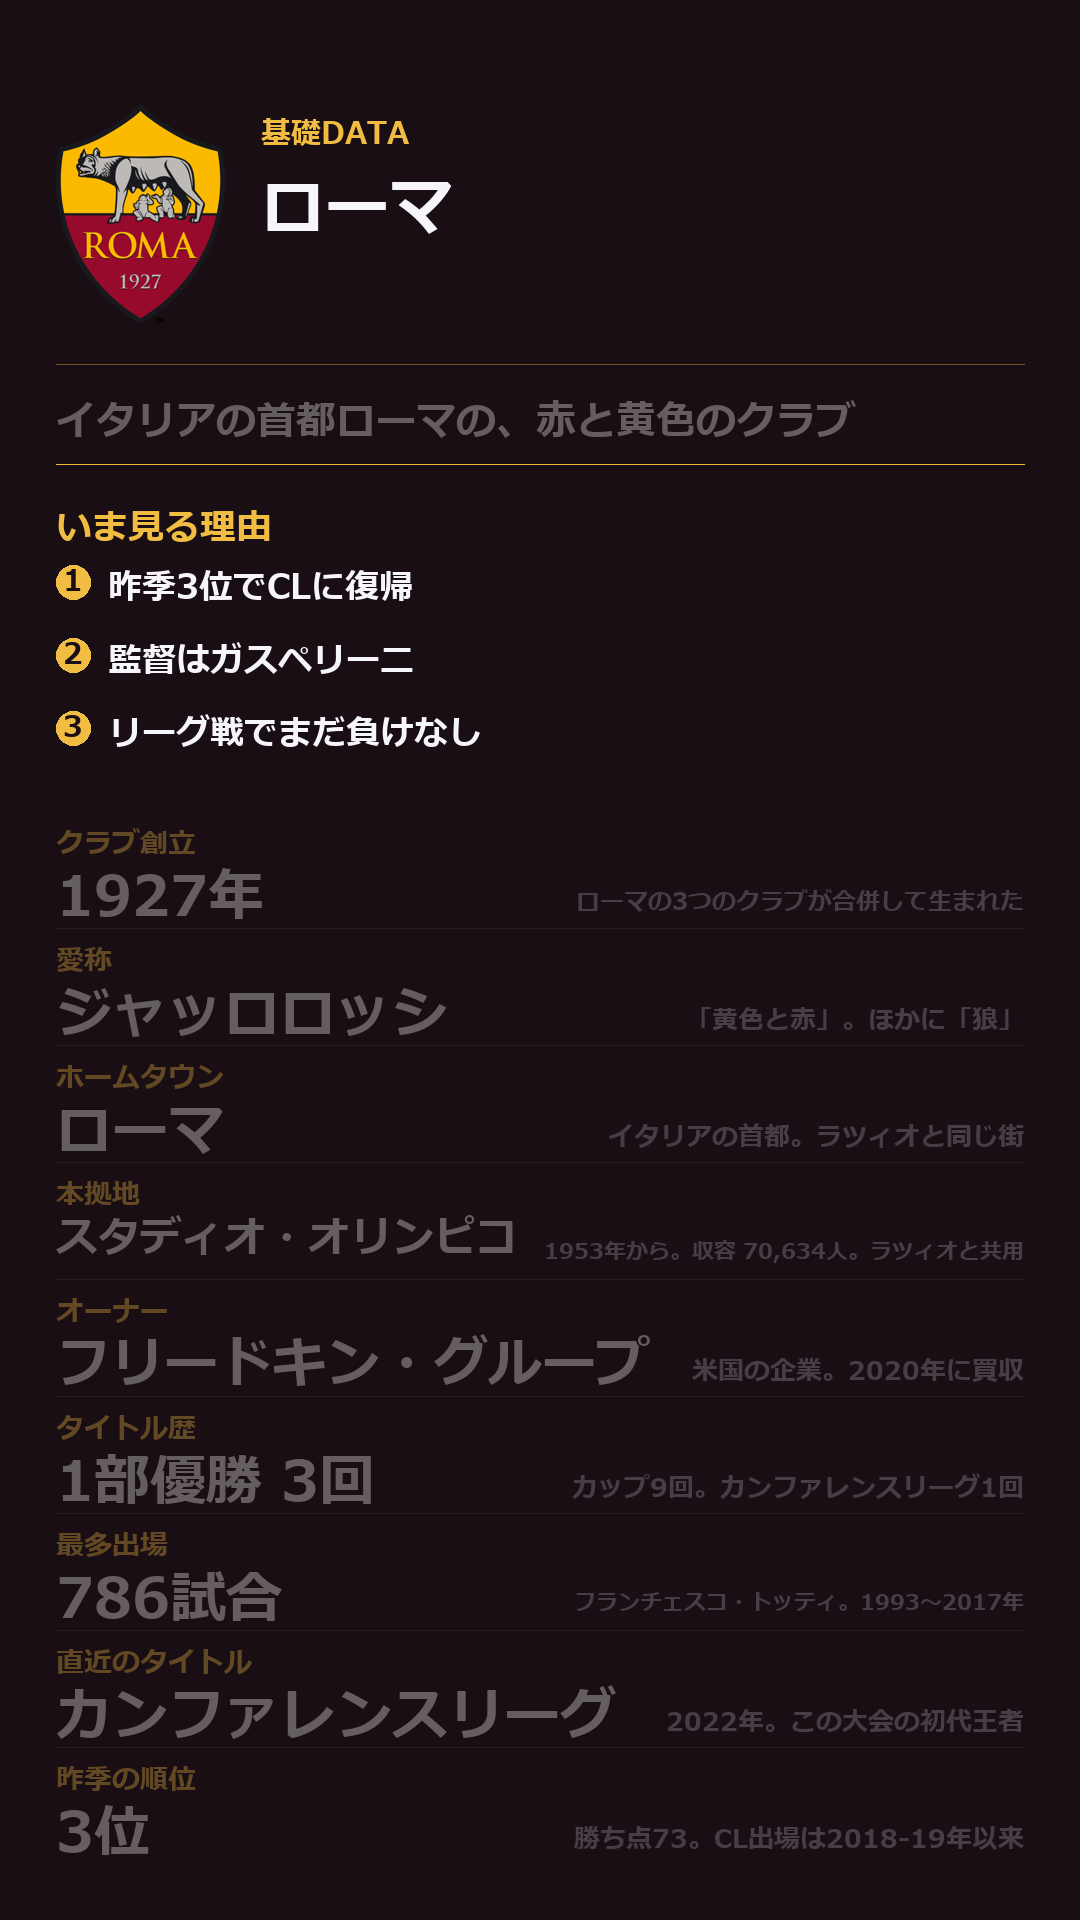 ROMA
1927
TM
基礎DATA
ローマ
イタリアの首都ローマの、赤と黄色のクラブ
いま見る理由
1 昨季3位でCLに復帰
2 監督はガスペリーニ
3 リーグ戦でまだ負けなし
クラブ創立
1927年 ローマの3つのクラブが合併して生まれた
愛称
ジャッロロッシ 「黄色と赤」。ほかに「狼」
ホームタウン
ローマ イタリアの首都。ラツィオと同じ街
本拠地
スタディオ・オリンピコ 1953年から。収容 70,634人。ラツィオと共用
オーナー
フリードキン・グループ 米国の企業。2020年に買収
タイトル歴
1部優勝 3回 カップ9回。カンファレンスリーグ1回
最多出場
786試合 フランチェスコ・トッティ。1993〜2017年
直近のタイトル
カンファレンスリーグ 2022年。この大会の初代王者
昨季の順位
3位 勝ち点73。CL出場は2018-19年以来